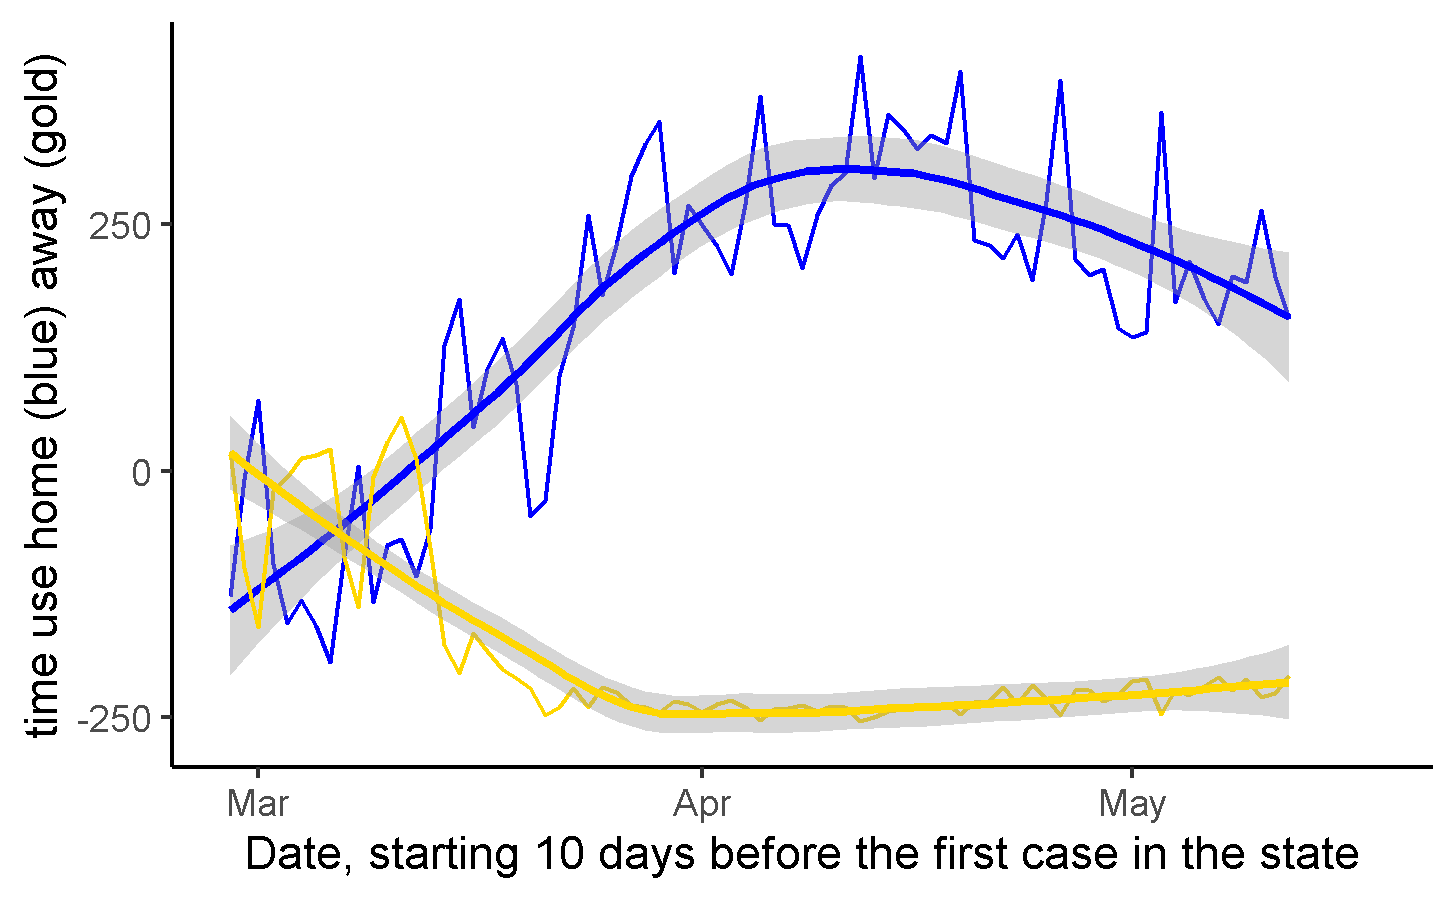 time use home (blue) away (gold)
250
0
-250
Mar
Apr
May
Date, starting 10 days before the first case in the state